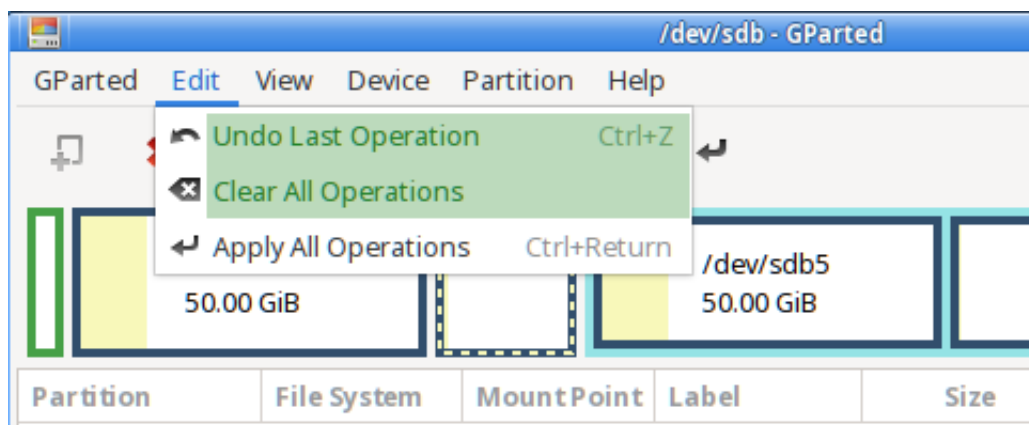 /dev/sdb - GParted
GParted Edit View Device Partition Help
Undo Last Operation Ctrl+Z
Clear All Operations
Apply All Operations Ctrl+Return
/dev/sdb5
50.00 GiB 50.00 GiB
Partition File System Mount Point Label Size